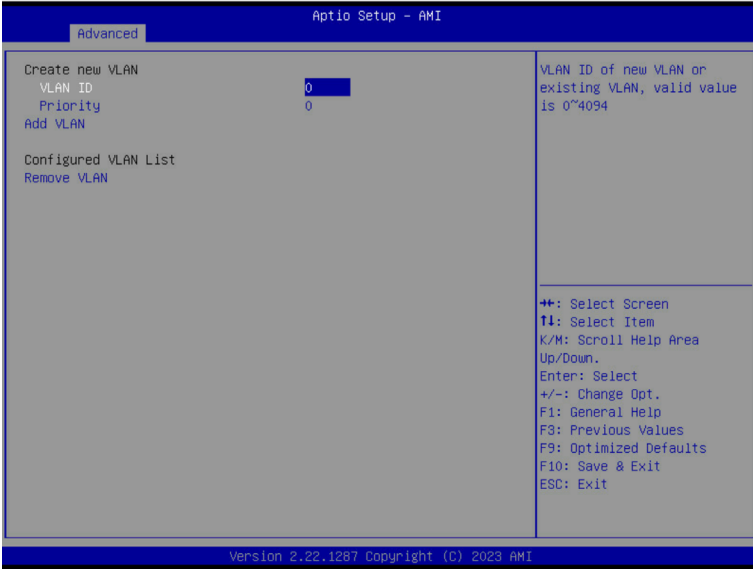 Aptio Setup – AMI
Advanced
Create new VLAN
VLAN ID 0
Priority 0
Add VLAN
Configured VLAN List
Remove VLAN
VLAN ID of new VLAN or
existing VLAN, valid value
is 0~4094
→←: Select Screen
↑↓: Select Item
K/M: Scroll Help Area
Up/Down.
Enter: Select
+/-: Change Opt.
F1: General Help
F3: Previous Values
F9: Optimized Defaults
F10: Save & Exit
ESC: Exit
Version 2.22.1287 Copyright (C) 2023 AMI